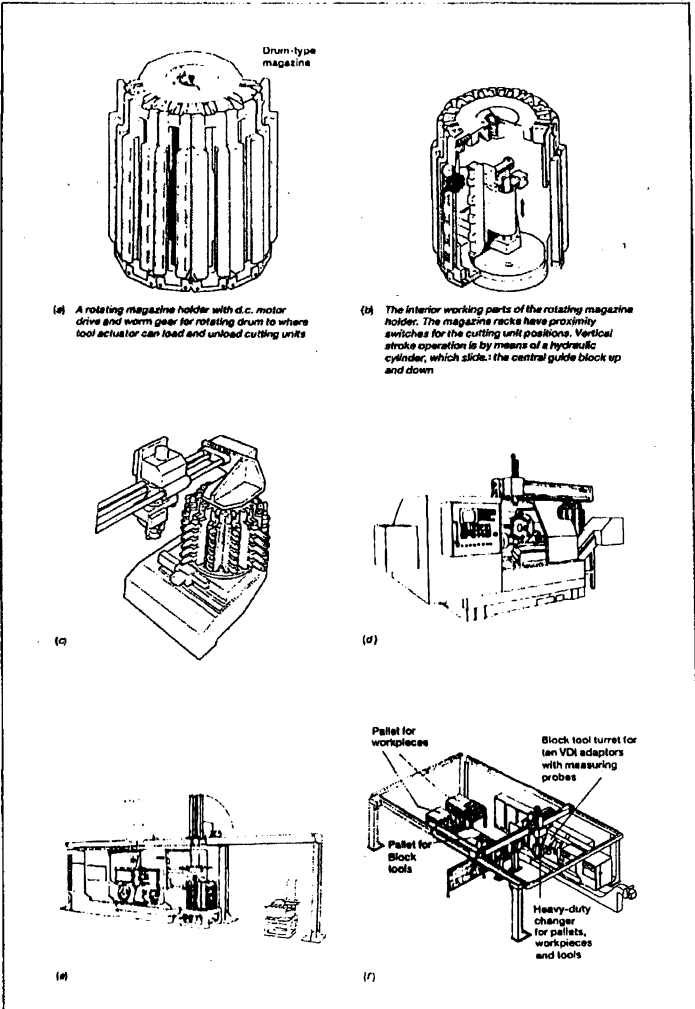 Drum-type
magazine
(a) A rotating magazine holder with d.c. motor
drive and worm gear for rotating drum to where
tool actuator can load and unload cutting units
(b) The interior working parts of the rotating magazine
holder. The magazine racks have proximity
switches for the cutting unit positions. Vertical
stroke operation is by means of a hydraulic
cylinder, which slide.: the central guide block up
and down
(c)
(d)
Pallet for
workpieces
Block tool turret for
ten VDI adaptors
with measuring
probes
Pallet for
Block
tools
Heavy-duty
changer
for pallets,
workpieces
and tools
(e)
(f)